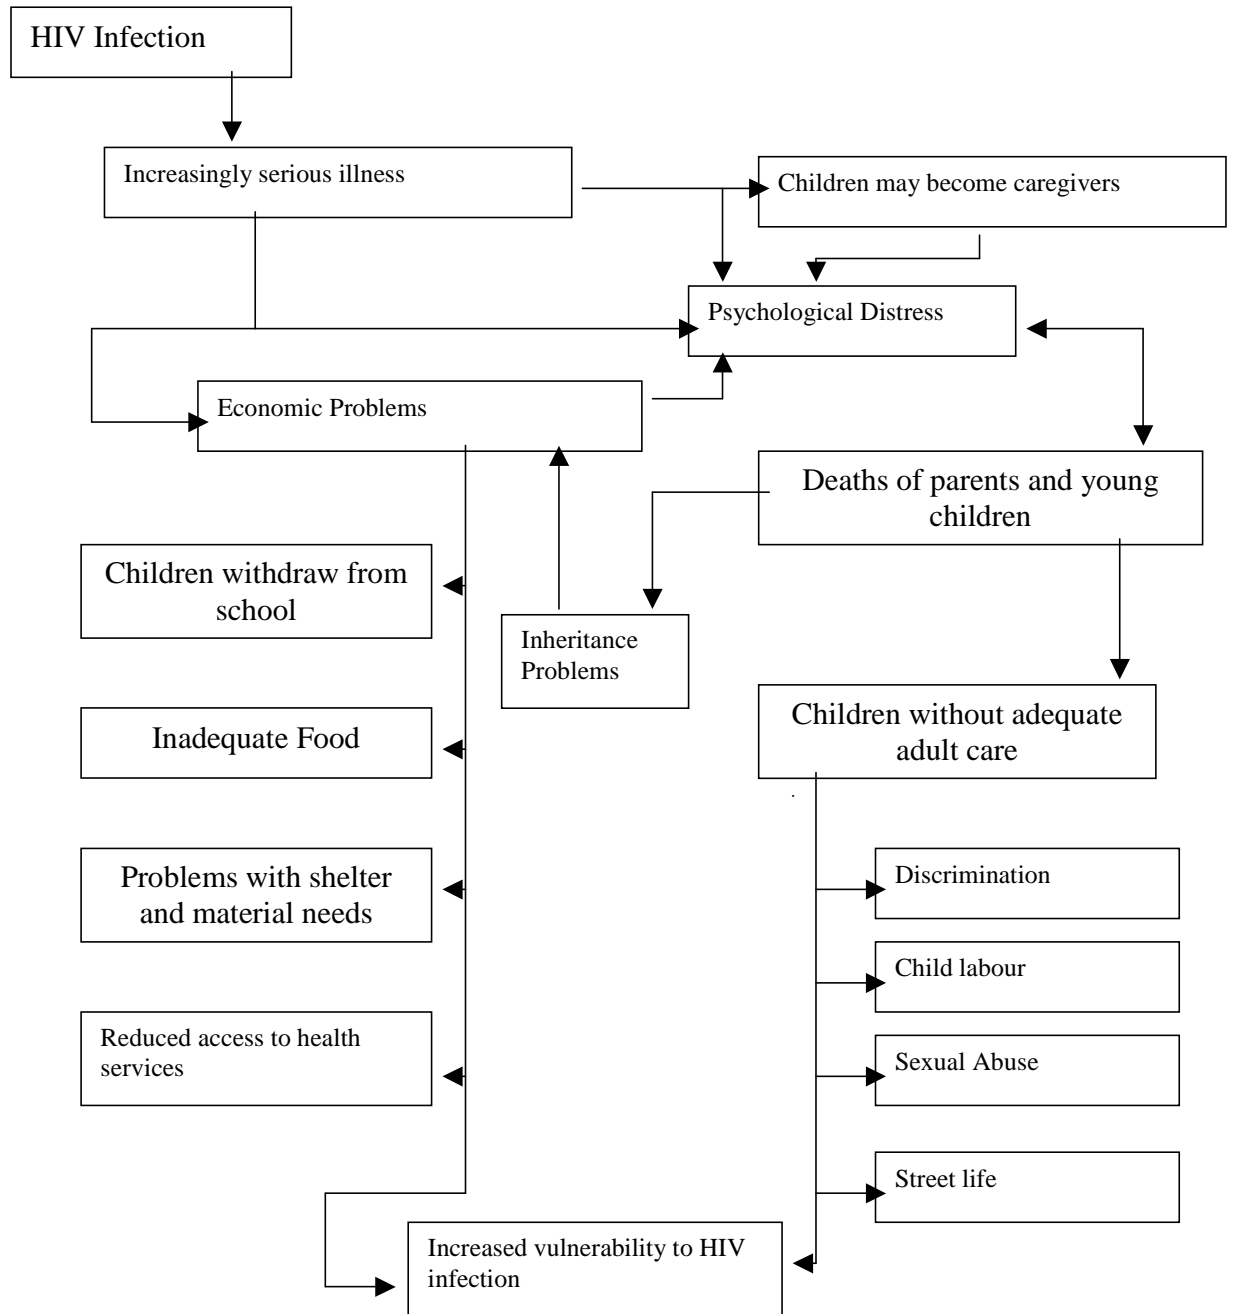 HIV Infection
Increasingly serious illness
Children may become caregivers
Psychological Distress
Economic Problems
Deaths of parents and young
children
Children withdraw from
school
Inheritance
Problems
Inadequate Food
Children without adequate
adult care
Problems with shelter
and material needs
Discrimination
Child labour
Reduced access to health
services
Sexual Abuse
Street life
Increased vulnerability to HIV
infection